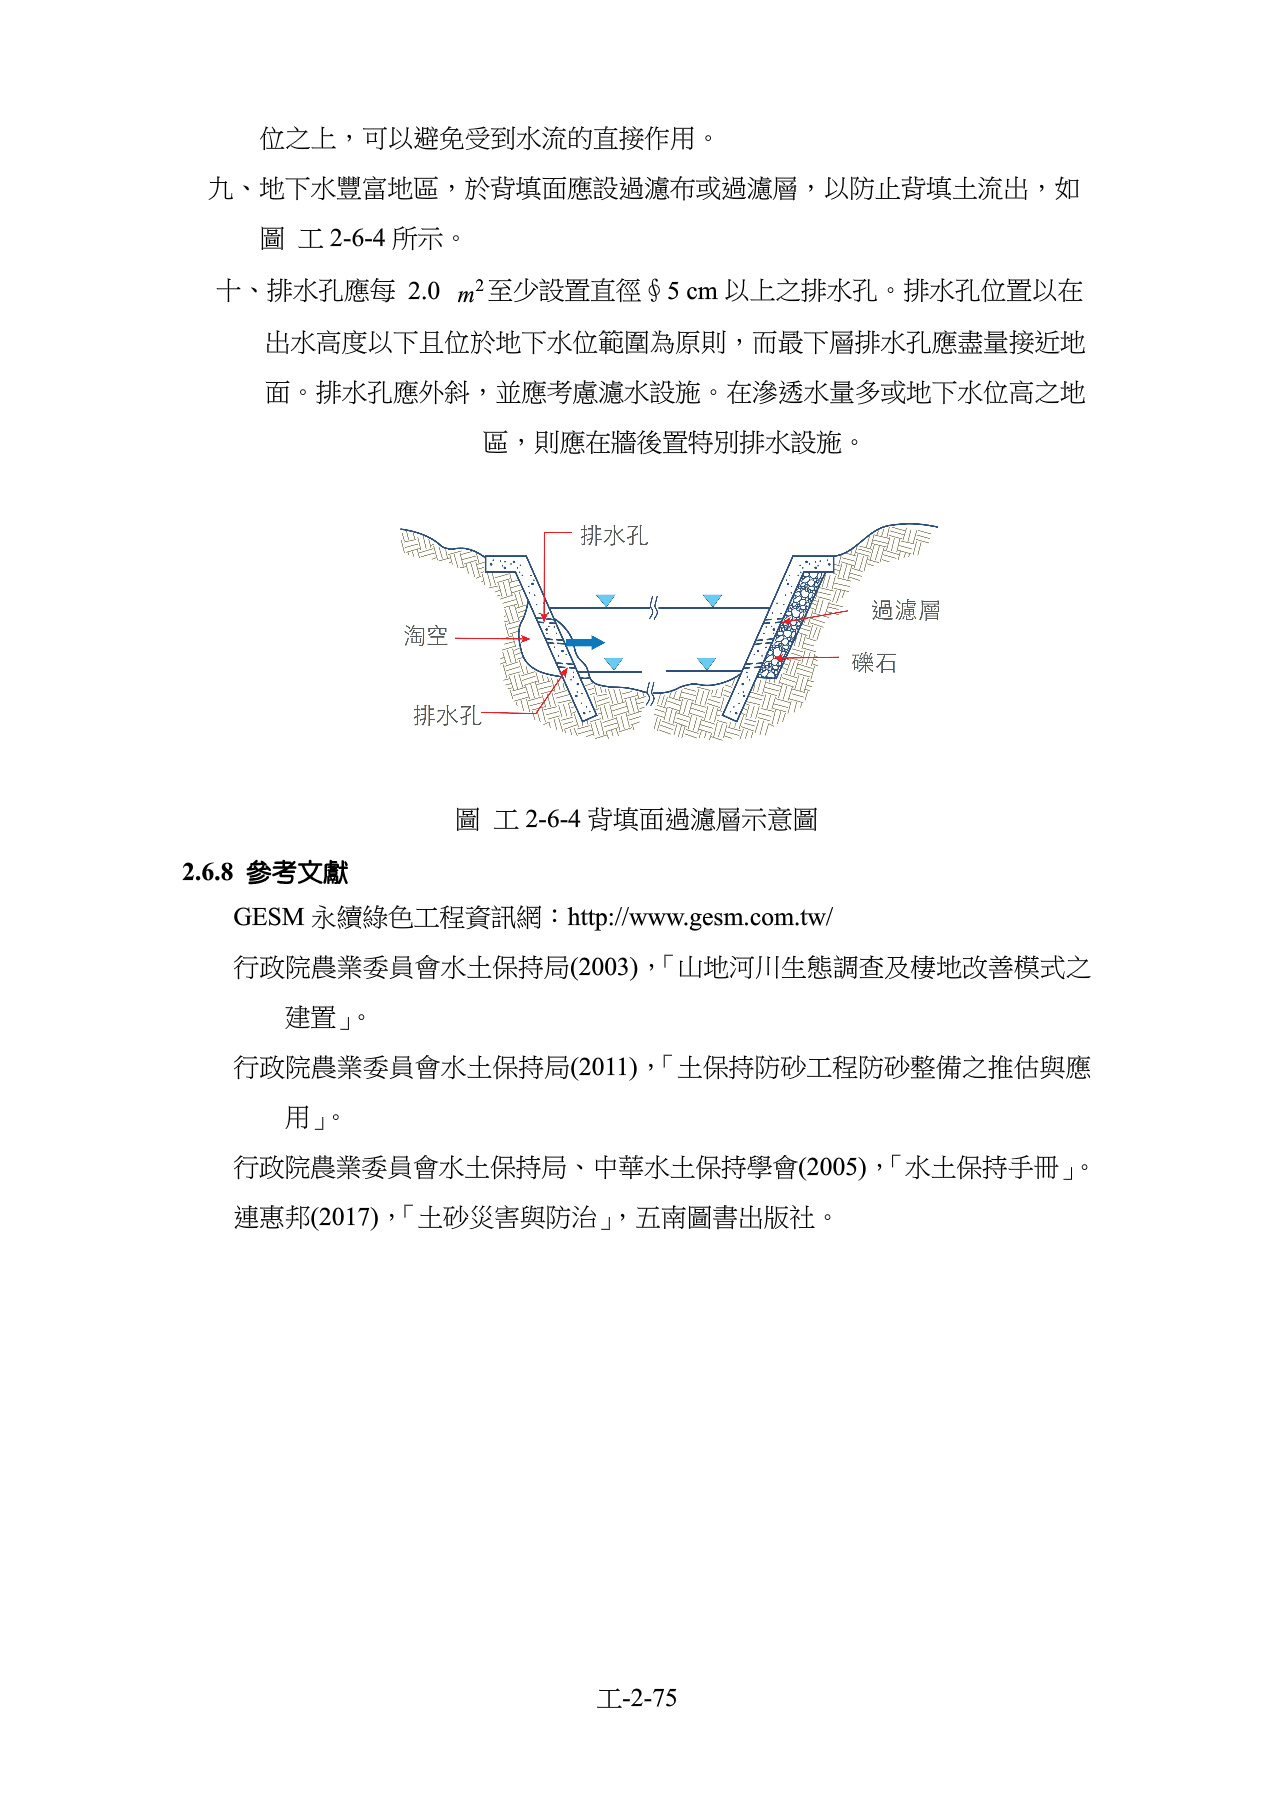 位之上，可以避免受到水流的直接作用。
九、地下水豐富地區，於背填面應設過濾布或過濾層，以防止背填土流出，如
圖 工 2-6-4 所示。
十、排水孔應每 2.0 m²至少設置直徑∮5 cm 以上之排水孔。排水孔位置以在
出水高度以下且位於地下水位範圍為原則，而最下層排水孔應盡量接近地
面。排水孔應外斜，並應考慮濾水設施。在滲透水量多或地下水位高之地
區，則應在牆後置特別排水設施。
排水孔
過濾層
淘空
礫石
排水孔
圖 工 2-6-4 背填面過濾層示意圖
2.6.8 參考文獻
GESM 永續綠色工程資訊網：http://www.gesm.com.tw/
行政院農業委員會水土保持局(2003)，「山地河川生態調查及棲地改善模式之
建置」。
行政院農業委員會水土保持局(2011)，「土保持防砂工程防砂整備之推估與應
用」。
行政院農業委員會水土保持局、中華水土保持學會(2005)，「水土保持手冊」。
連惠邦(2017)，「土砂災害與防治」，五南圖書出版社。
工-2-75